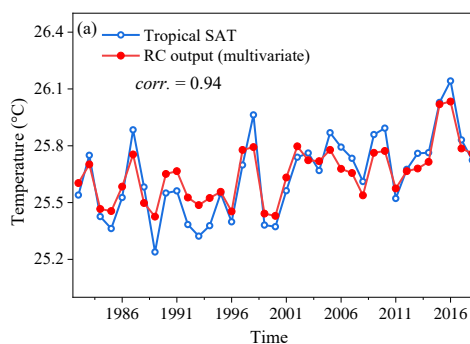 (a)
Tropical SAT
RC output (multivariate)
corr. = 0.94
Temperature (°C)
26.4
26.1
25.8
25.5
25.2
1986 1991 1996 2001 2006 2011 2016
Time